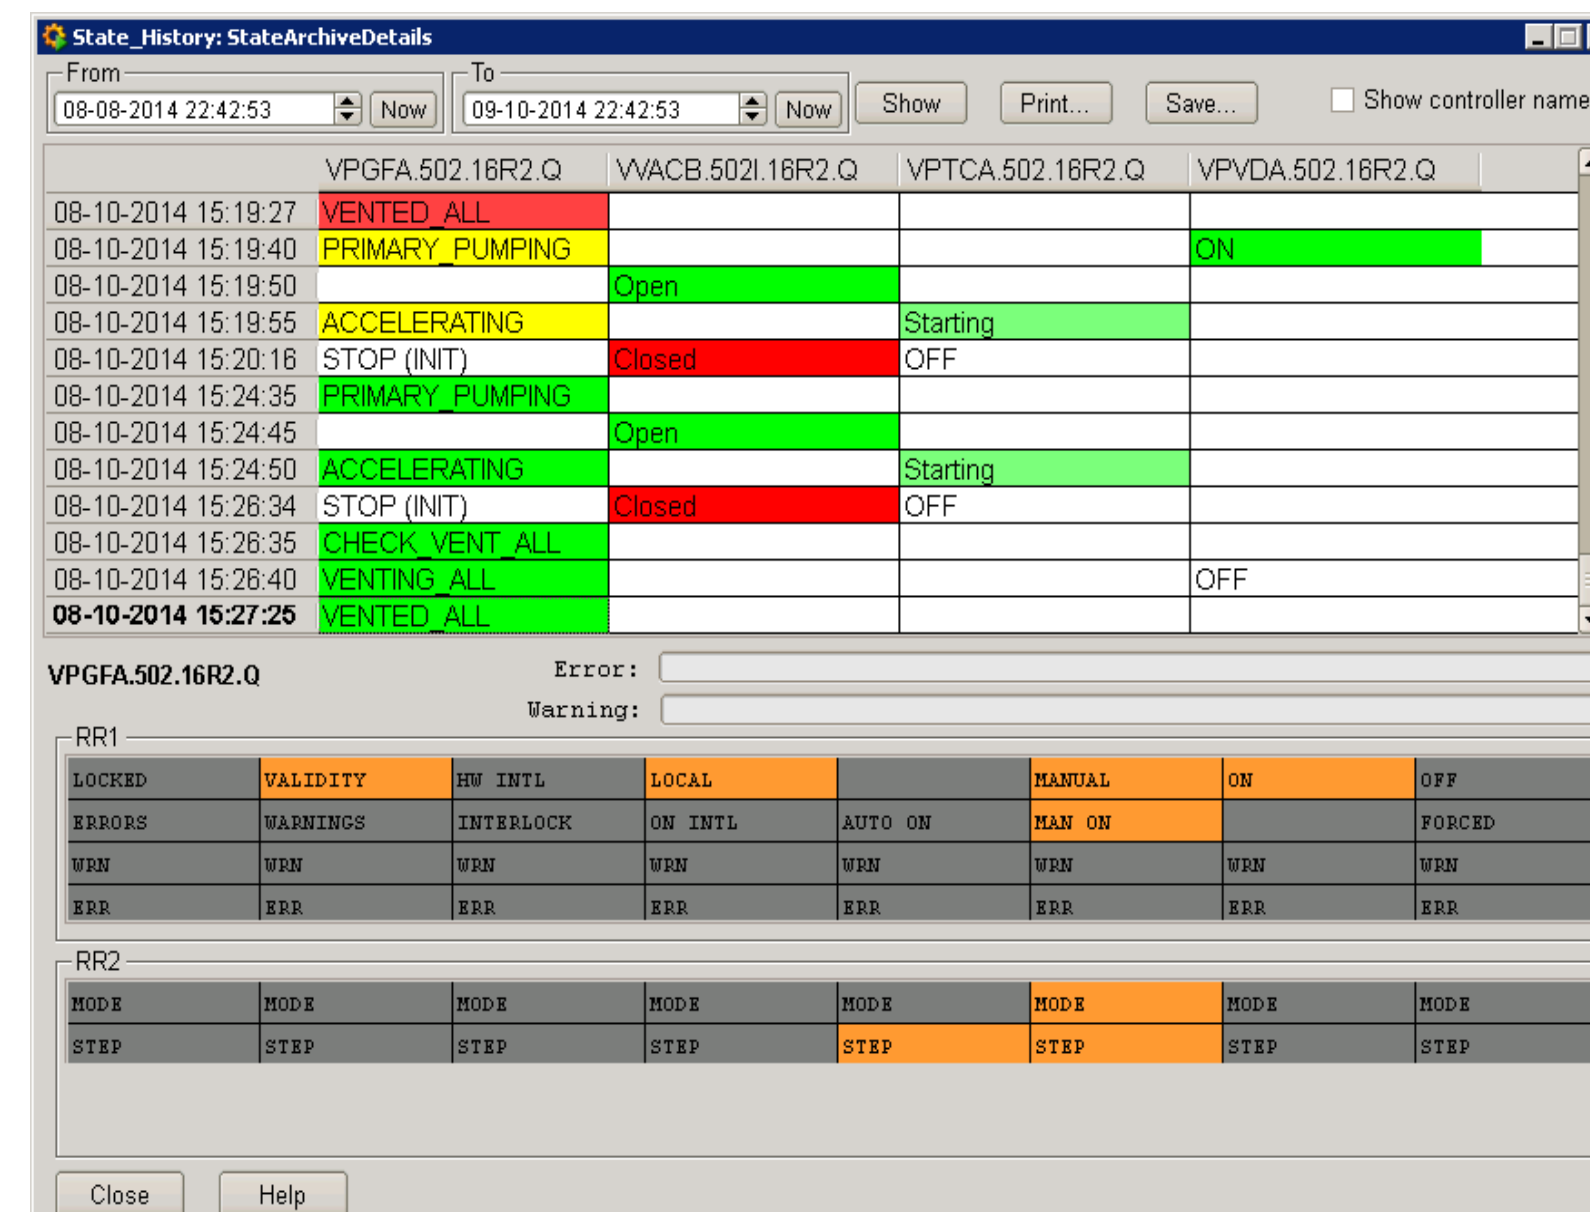 State_History: StateArchiveDetails
From To
08-08-2014 22:42:53 Now 09-10-2014 22:42:53 Now Show Print... Save... Show controller name
VPGFA.502.16R2.Q VVACB.502I.16R2.Q VPTCA.502.16R2.Q VPVDA.502.16R2.Q
08-10-2014 15:19:27 VENTED_ALL
08-10-2014 15:19:40 PRIMARY_PUMPING ON
08-10-2014 15:19:50 Open
08-10-2014 15:19:55 ACCELERATING Starting
08-10-2014 15:20:16 STOP (INIT) Closed OFF
08-10-2014 15:24:35 PRIMARY_PUMPING
08-10-2014 15:24:45 Open
08-10-2014 15:24:50 ACCELERATING Starting
08-10-2014 15:26:34 STOP (INIT) Closed OFF
08-10-2014 15:26:35 CHECK_VENT_ALL
08-10-2014 15:26:40 VENTING_ALL OFF
08-10-2014 15:27:25 VENTED_ALL
VPGFA.502.16R2.Q Error:
Warning:
RR1
LOCKED VALIDITY HW INTL LOCAL MANUAL ON OFF
ERRORS WARNINGS INTERLOCK ON INTL AUTO ON MAN ON FORCED
WRN WRN WRN WRN WRN WRN WRN WRN
ERR ERR ERR ERR ERR ERR ERR ERR
RR2
MODE MODE MODE MODE MODE MODE MODE MODE
STEP STEP STEP STEP STEP STEP STEP STEP
Close Help